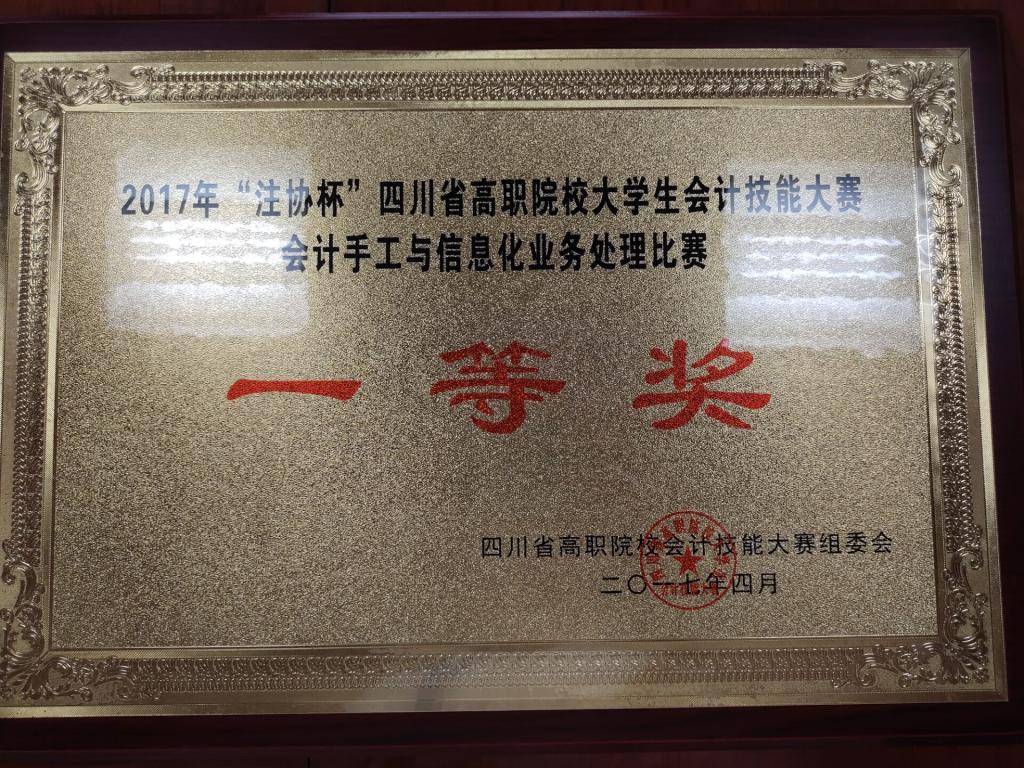 2017年“注协杯”四川省高职院校大学生会计技能大赛
会计手工与信息化业务处理比赛
一等奖
四川省高职院校会计技能大赛组委会
二〇一七年四月